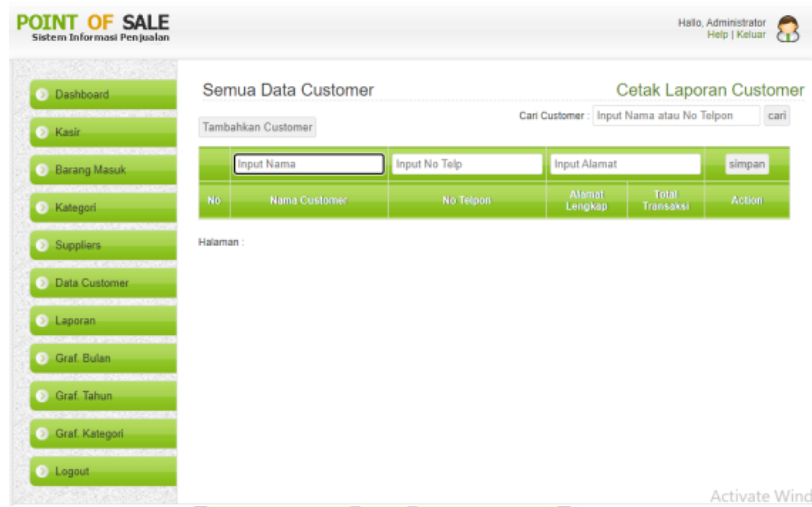 POINT OF SALE
Sistem Informasi Penjualan
Hallo, Administrator
Help | Keluar
Dashboard
Kasir
Barang Masuk
Kategori
Suppliers
Data Customer
Laporan
Graf. Bulan
Graf. Tahun
Graf. Kategori
Logout
Semua Data Customer
Cetak Laporan Customer
Tambahkan Customer
Cari Customer : Input Nama atau No Telpon cari
Input Nama Input No Telp Input Alamat simpan
No Nama Customer No Telpon Alamat Lengkap Total Transaksi Action
Halaman :
Activate Wind